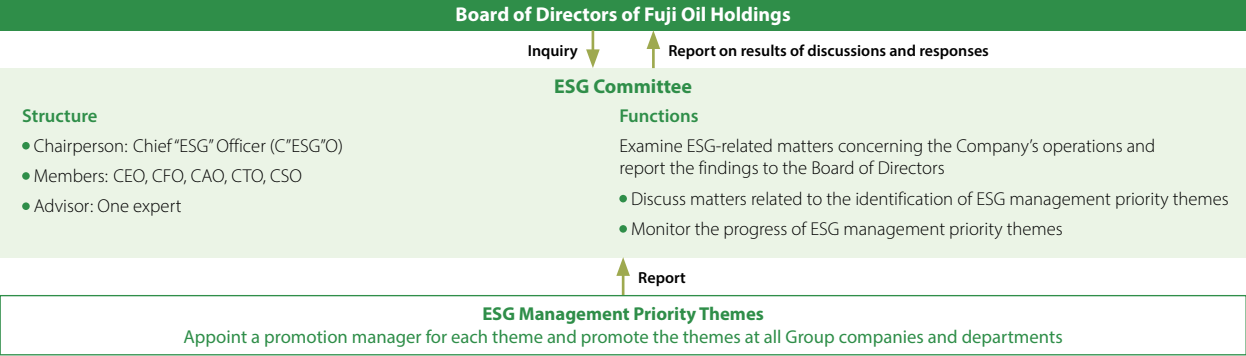 Board of Directors of Fuji Oil Holdings
Inquiry
Report on results of discussions and responses
ESG Committee
Structure
• Chairperson: Chief “ESG” Officer (C“ESG”O)
• Members: CEO, CFO, CAO, CTO, CSO
• Advisor: One expert
Functions
Examine ESG-related matters concerning the Company’s operations and
report the findings to the Board of Directors
• Discuss matters related to the identification of ESG management priority themes
• Monitor the progress of ESG management priority themes
Report
ESG Management Priority Themes
Appoint a promotion manager for each theme and promote the themes at all Group companies and departments